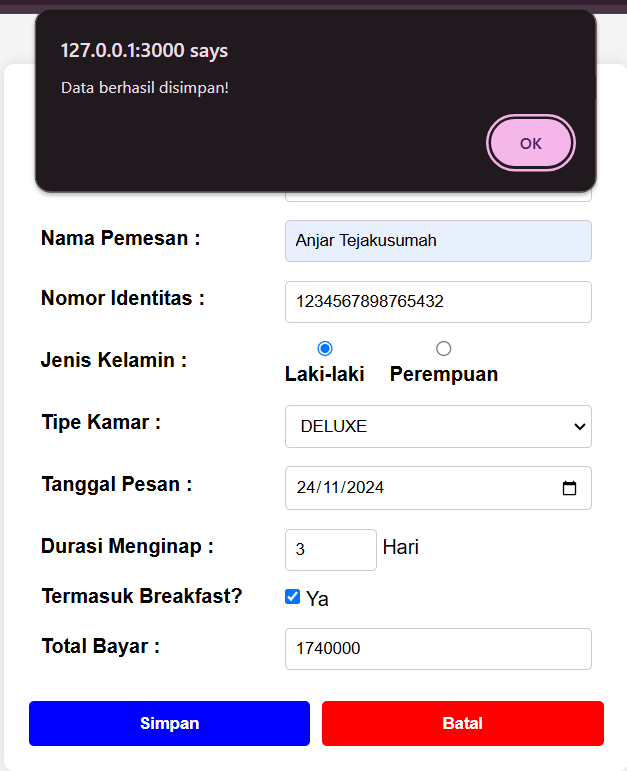 127.0.0.1:3000 says
Data berhasil disimpan!
OK
Nama Pemesan :
Anjar Tejakusumah
Nomor Identitas :
1234567898765432
Jenis Kelamin :
Laki-laki
Perempuan
Tipe Kamar :
DELUXE
Tanggal Pesan :
24/11/2024
Durasi Menginap :
3
Hari
Termasuk Breakfast?
Ya
Total Bayar :
1740000
Simpan
Batal